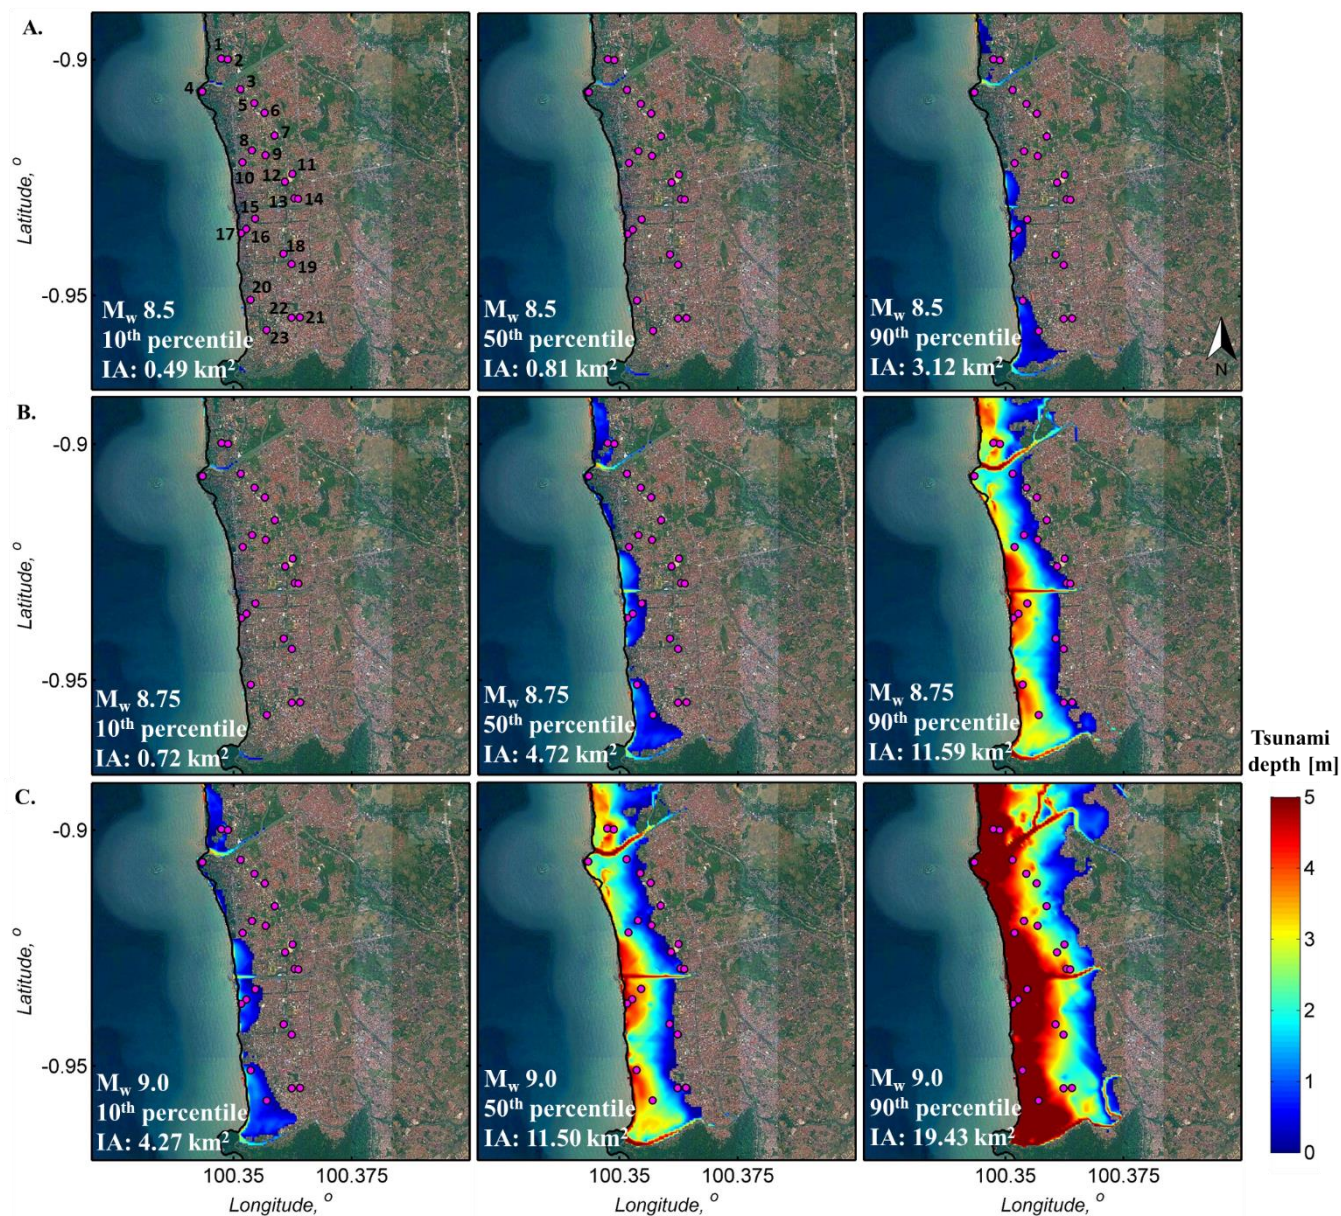 A.
-0.9
-0.95
Latitude, °
1
2
3
4
5
6
7
8
9
10
11
12
13
14
15
16
17
18
19
20
21
22
23
Mw 8.5
10th percentile
IA: 0.49 km²
Mw 8.5
50th percentile
IA: 0.81 km²
Mw 8.5
90th percentile
IA: 3.12 km²
N
B.
-0.9
-0.95
Latitude, °
Mw 8.75
10th percentile
IA: 0.72 km²
Mw 8.75
50th percentile
IA: 4.72 km²
Mw 8.75
90th percentile
IA: 11.59 km²
C.
-0.9
-0.95
Latitude, °
Mw 9.0
10th percentile
IA: 4.27 km²
Mw 9.0
50th percentile
IA: 11.50 km²
Mw 9.0
90th percentile
IA: 19.43 km²
100.35 100.375
Longitude, °
100.35 100.375
Longitude, °
100.35 100.375
Longitude, °
Tsunami
depth [m]
5
4
3
2
1
0